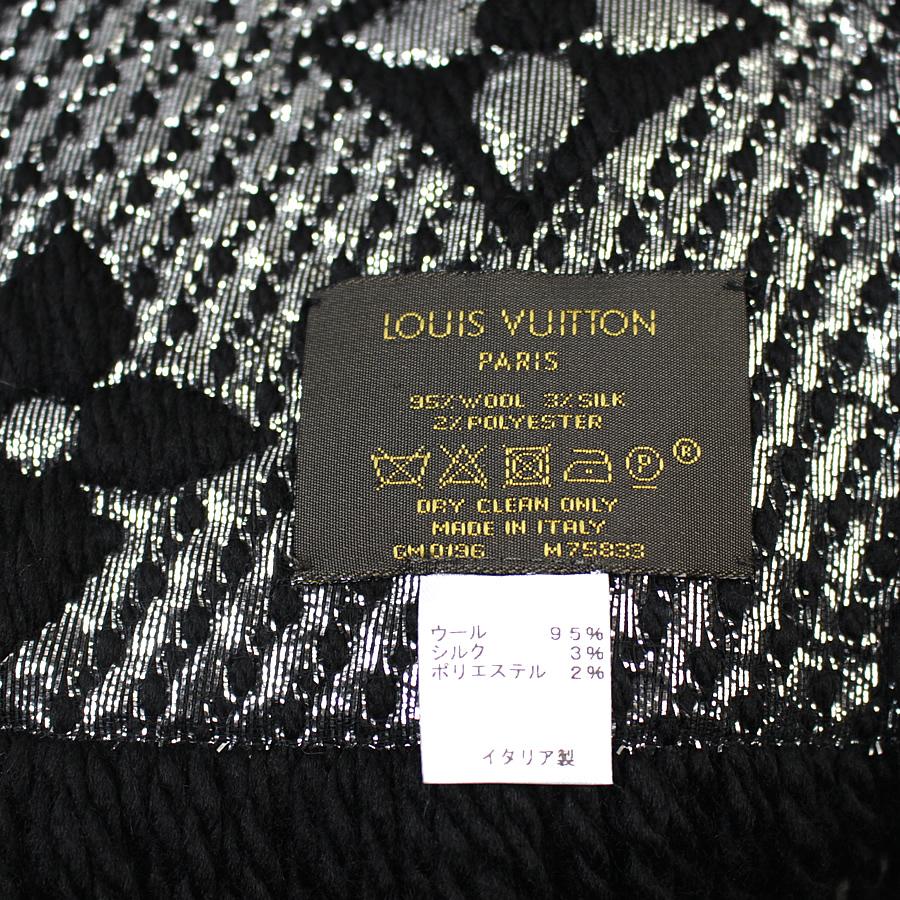 LOUIS VUITTON
PARIS
95% WOOL 3% SILK
2% POLYESTER
P ®
DRY CLEAN ONLY
MADE IN ITALY
GM0196 M75833
ウール 95%
シルク 3%
ポリエステル 2%
イタリア製